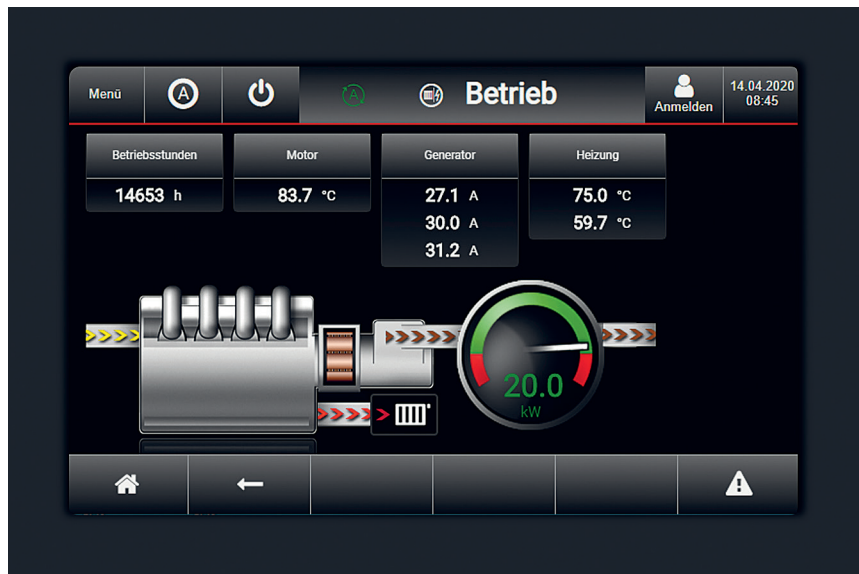 Menü
A
A
Betrieb
Anmelden
14.04.2020
08:45
Betriebsstunden
14653 h
Motor
83.7 °C
Generator
27.1 A
30.0 A
31.2 A
Heizung
75.0 °C
59.7 °C
20.0
kW